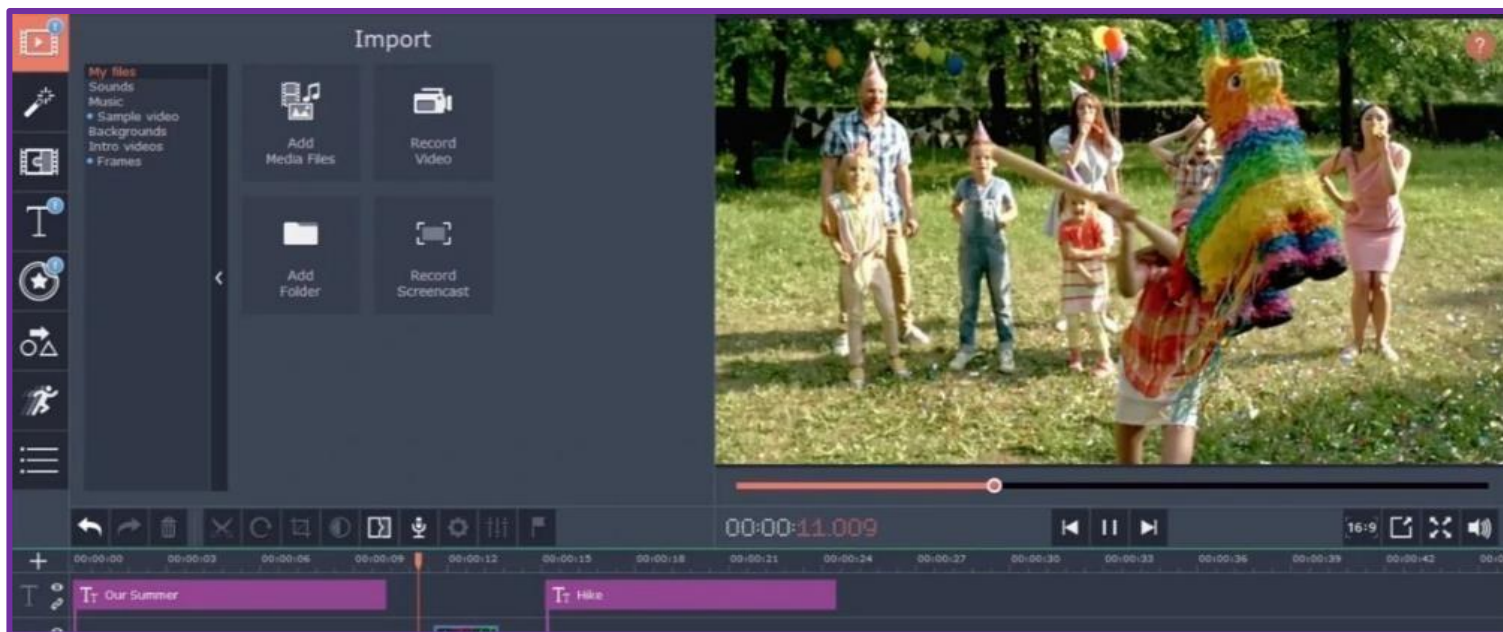 Import
My files
Sounds
Music
Sample video
Backgrounds
Intro videos
Frames
Add
Media Files
Record
Video
Add
Folder
Record
Screencast
?
00:00:11.009
16:9
00:00:00 00:00:03 00:00:06 00:00:09 00:00:12 00:00:15 00:00:18 00:00:21 00:00:24 00:00:27 00:00:30 00:00:33 00:00:36 00:00:39 00:00:42
Our Summer
Hike